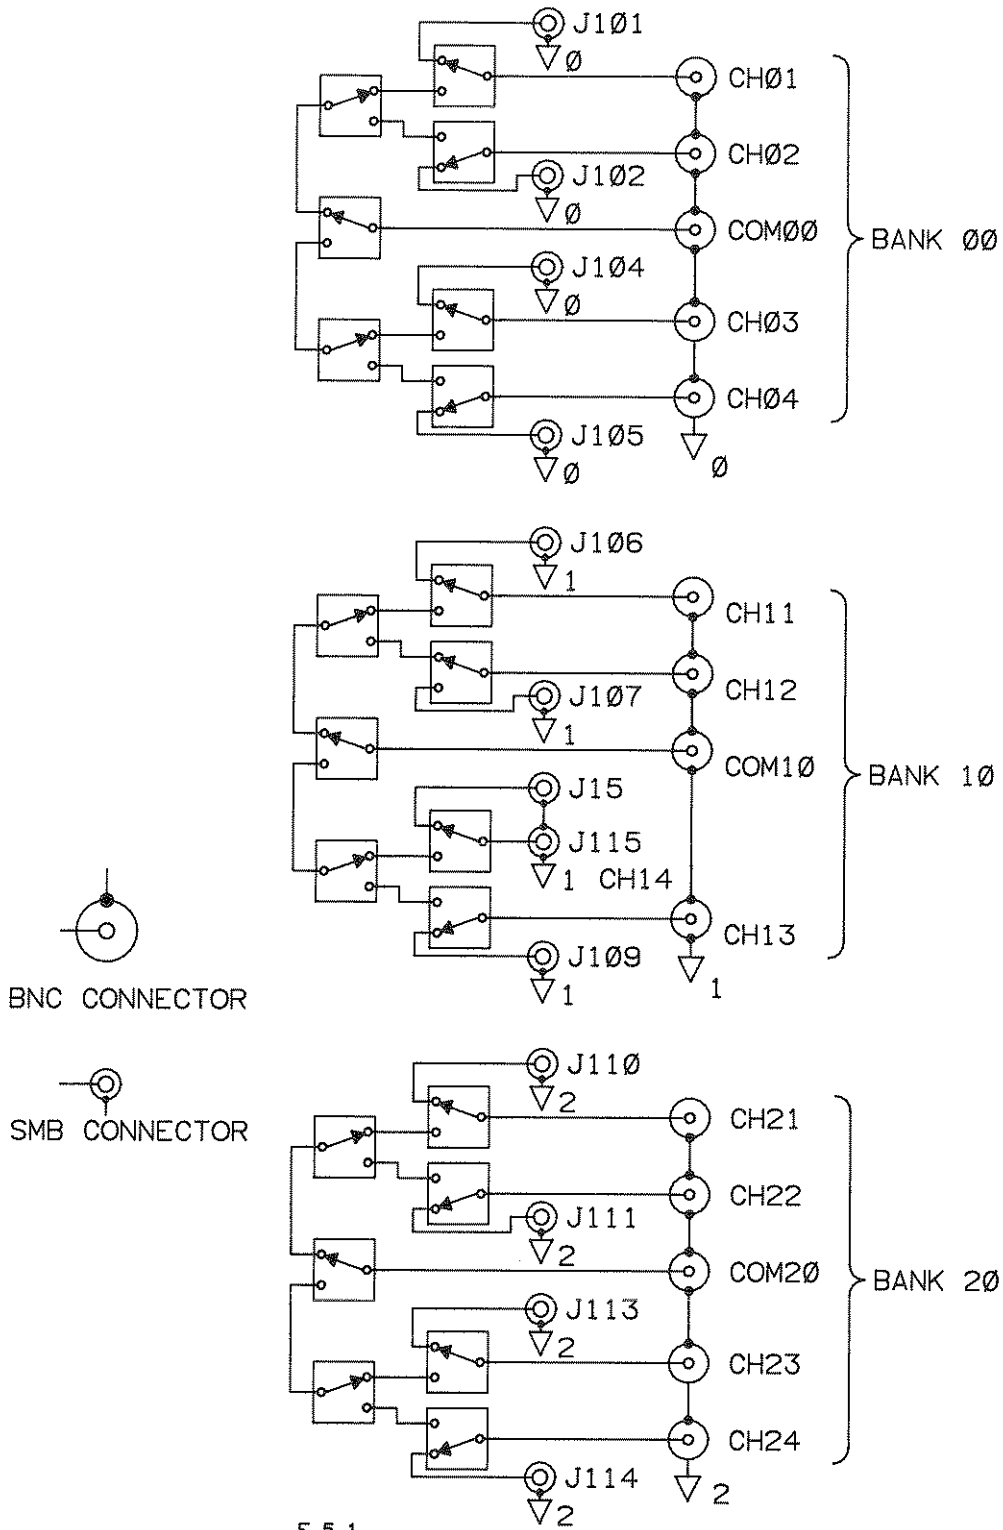 J1Ø1
Ø
CHØ1
CHØ2
J1Ø2
Ø
COMØØ
BANK ØØ
J1Ø4
Ø
CHØ3
CHØ4
J1Ø5
Ø
Ø
J1Ø6
1
CH11
CH12
J1Ø7
1
COM1Ø
BANK 1Ø
J15
J115
1 CH14
CH13
J1Ø9
1
1
BNC CONNECTOR
SMB CONNECTOR
J11Ø
2
CH21
CH22
J111
2
COM2Ø
BANK 2Ø
J113
2
CH23
CH24
J114
2
2